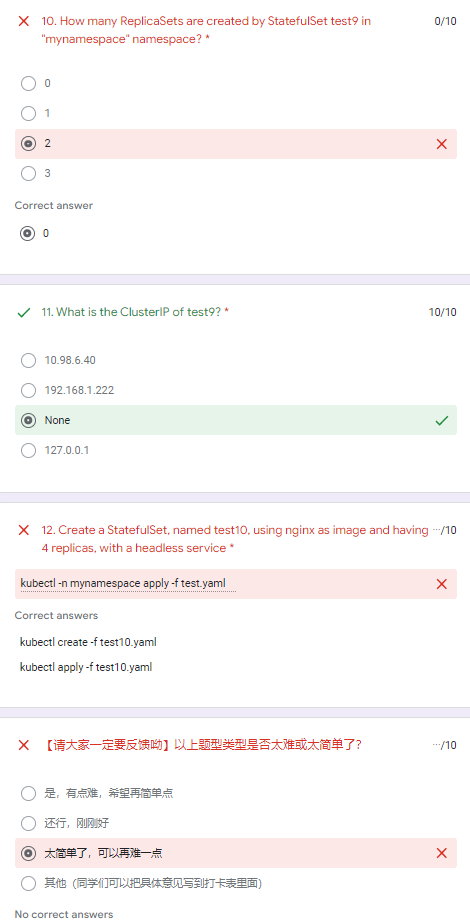 10. How many ReplicaSets are created by StatefulSet test9 in
"mynamespace" namespace? *
0/10
0
1
2
3
Correct answer
0
11. What is the ClusterIP of test9? *
10/10
10.98.6.40
192.168.1.222
None
127.0.0.1
12. Create a StatefulSet, named test10, using nginx as image and having
4 replicas, with a headless service *
···/10
kubectl -n mynamespace apply -f test.yaml
Correct answers
kubectl create -f test10.yaml
kubectl apply -f test10.yaml
【请大家一定要反馈呦】以上题型类型是否太难或太简单了?
···/10
是，有点难，希望再简单点
还行，刚刚好
太简单了，可以再难一点
其他（同学们可以把具体意见写到打卡表里面）
No correct answers